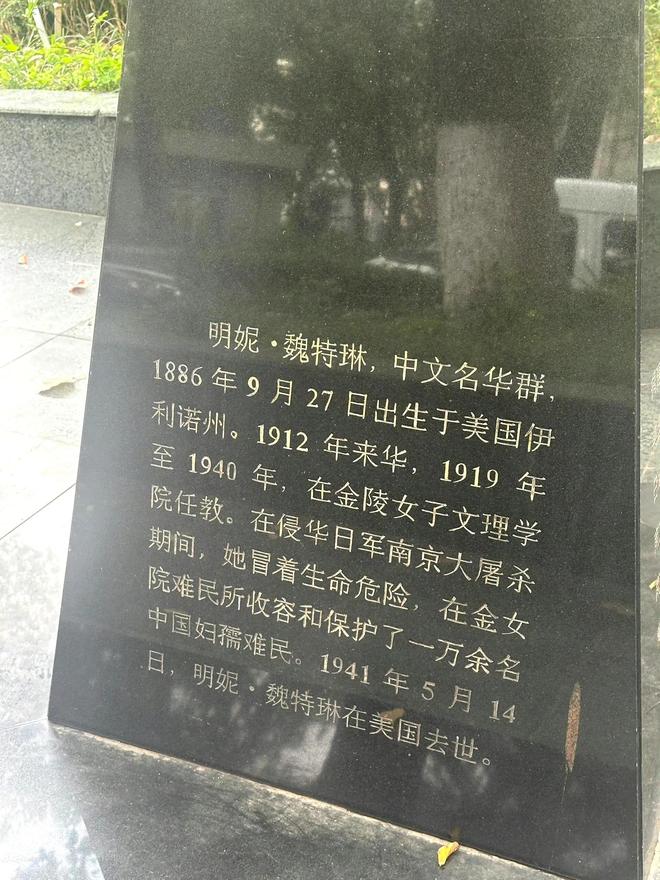 明妮·魏特琳，中文名华群，
1886 年 9 月 27 日出生于美国伊
利诺州。1912 年来华，1919 年
至 1940 年，在金陵女子文理学
院任教。在侵华日军南京大屠杀
期间，她冒着生命危险，在金女
院难民所收容和保护了一万余名
中国妇孺难民。1941 年 5 月 14
日，明妮·魏特琳在美国去世。